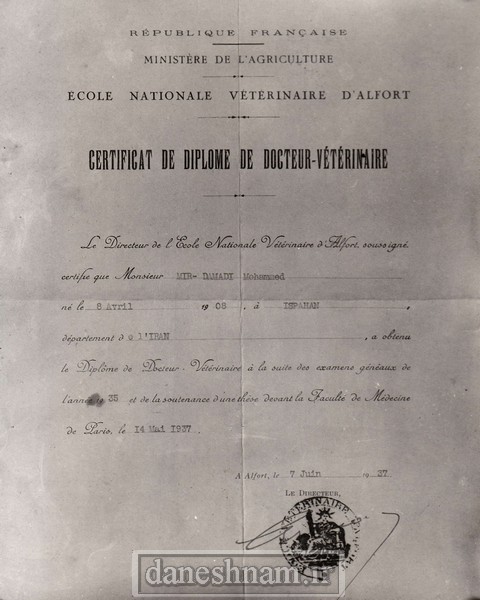 RÉPUBLIQUE FRANÇAISE
MINISTÈRE DE L'AGRICULTURE
ECOLE NATIONALE VÉTÉRINAIRE D'ALFORT
CERTIFICAT DE DIPLOME DE DOCTEUR-VÉTÉRINAIRE
Le Directeur de l'Ecole Nationale Vétérinaire d'Alfort, soussigné,
certifie que Monsieur MIR-DAMADI Mohammed
né le 8 Avril 1908, à ISPAHAN,
département de l'IRAN, a obtenu
le Diplôme de Docteur-Vétérinaire à la suite des examens généraux de
l'année 35 et de la soutenance d'une thèse devant la Faculté de Médecine
de Paris, le 14 Mai 1937.
A Alfort, le 7 Juin 1937
LE DIRECTEUR,
VÉTÉRINAIRE
daneshnam.ir